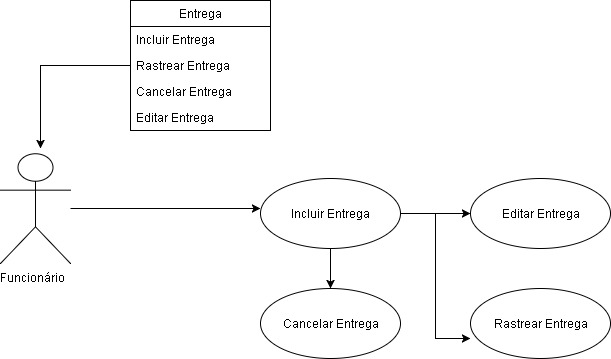 Entrega
Incluir Entrega
Rastrear Entrega
Cancelar Entrega
Editar Entrega
Funcionário
Incluir Entrega
Editar Entrega
Cancelar Entrega
Rastrear Entrega